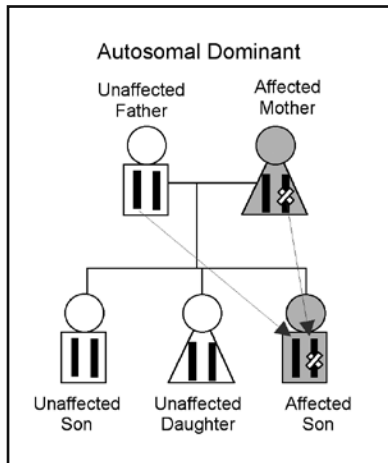 Autosomal Dominant
Unaffected Father
Affected Mother
Unaffected Son
Unaffected Daughter
Affected Son